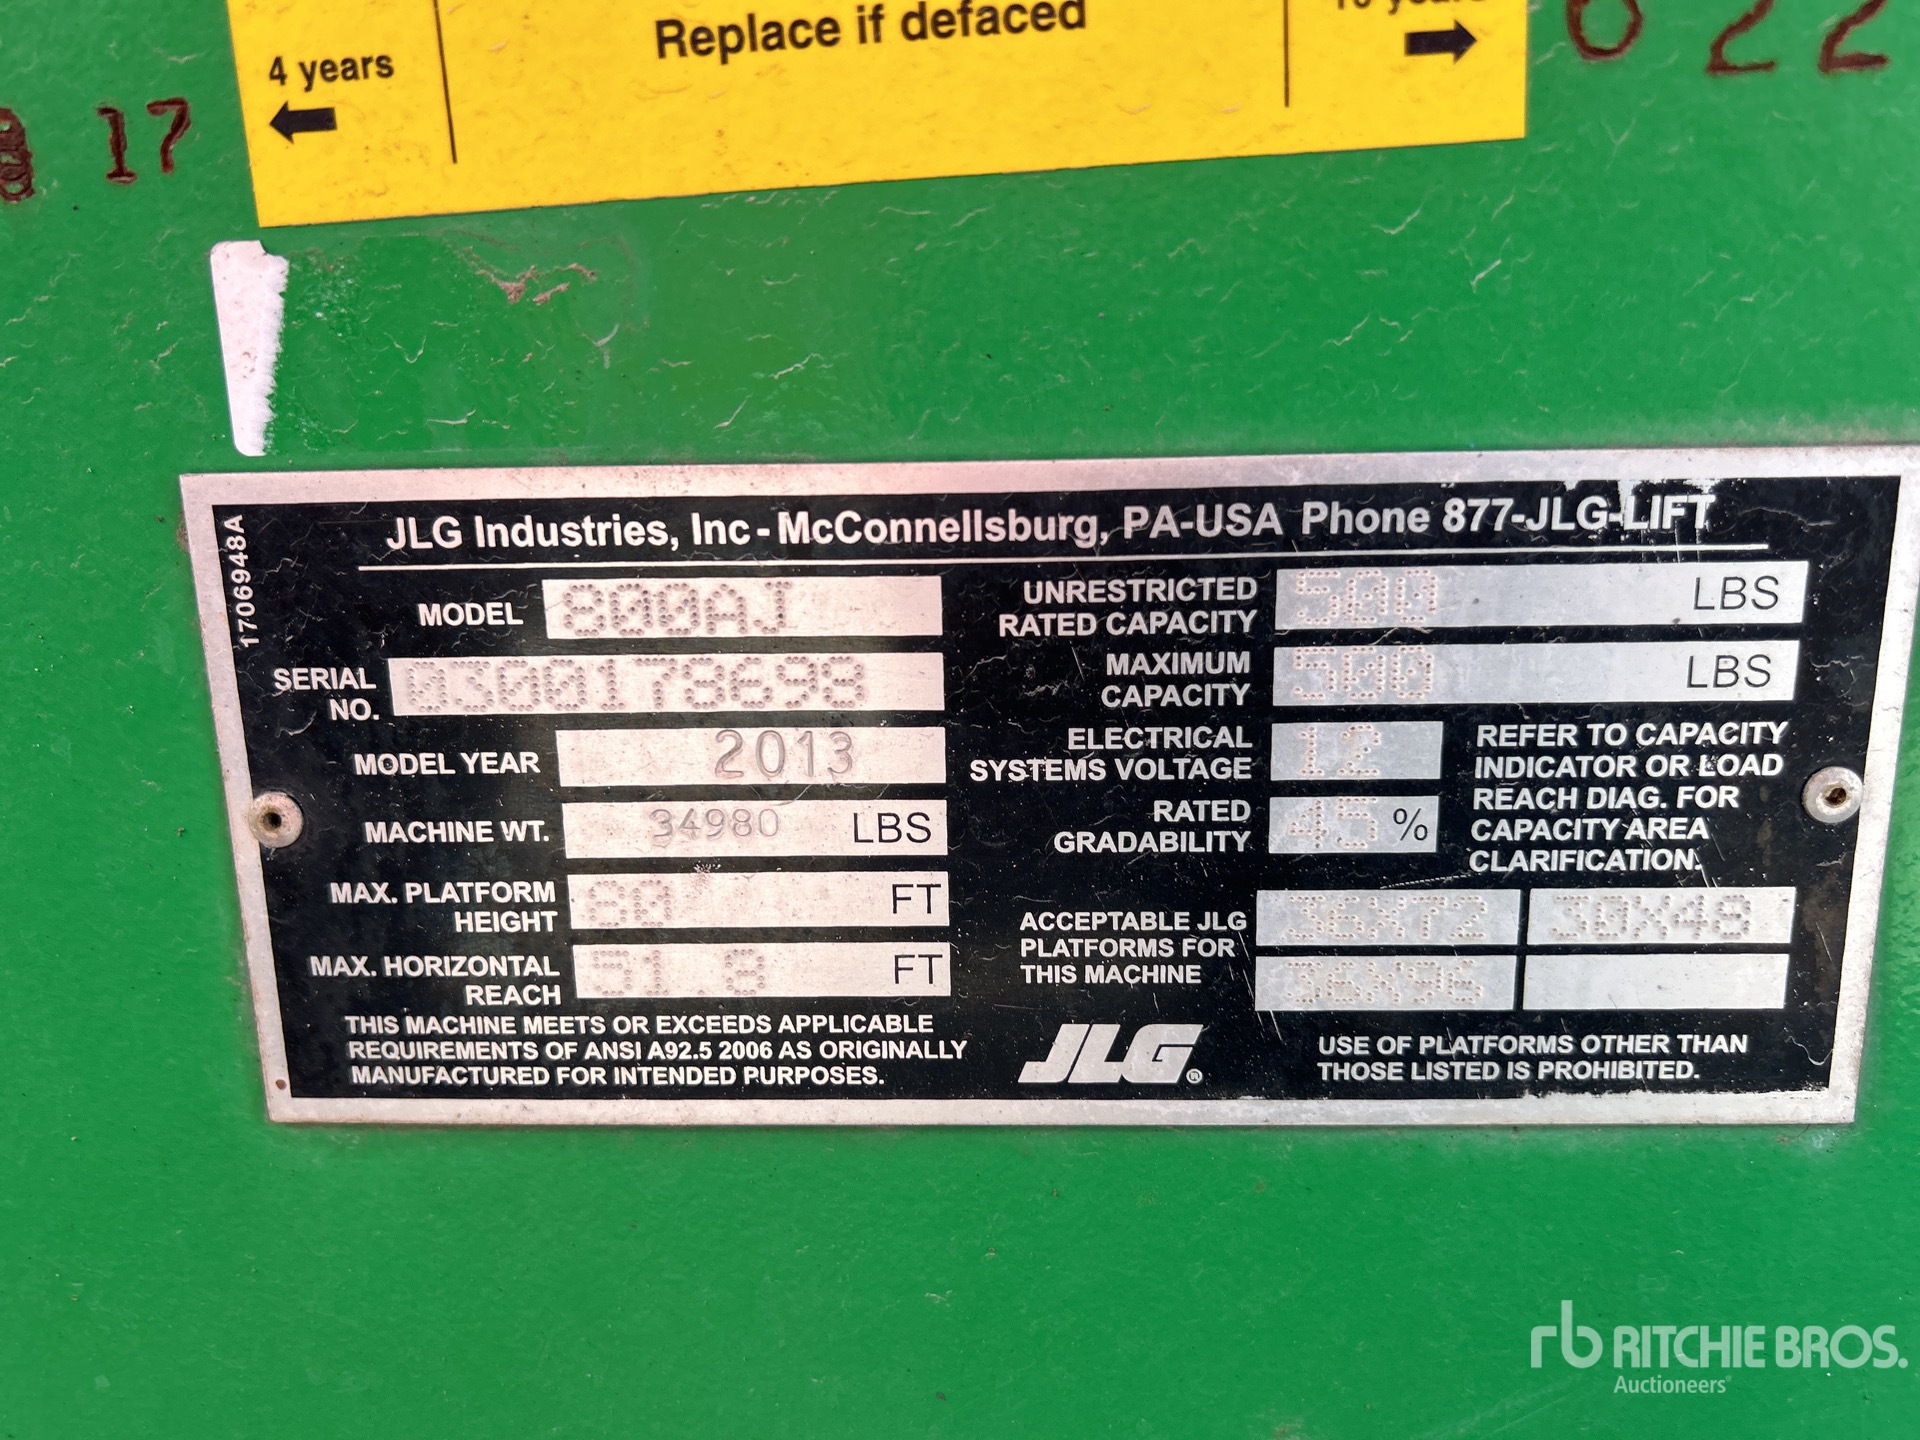 Replace if defaced
4 years
17
6 22
JLG Industries, Inc - McConnellsburg, PA-USA Phone 877-JLG-LIFT
1706948A
MODEL 800AJ
SERIAL NO. 0300178698
MODEL YEAR 2013
MACHINE WT. 34980 LBS
MAX. PLATFORM HEIGHT 80 FT
MAX. HORIZONTAL REACH 51.8 FT
THIS MACHINE MEETS OR EXCEEDS APPLICABLE
REQUIREMENTS OF ANSI A92.5 2006 AS ORIGINALLY
MANUFACTURED FOR INTENDED PURPOSES.
UNRESTRICTED RATED CAPACITY 500 LBS
MAXIMUM CAPACITY 500 LBS
ELECTRICAL SYSTEMS VOLTAGE 12
RATED GRADABILITY 45 %
REFER TO CAPACITY
INDICATOR OR LOAD
REACH DIAG. FOR
CAPACITY AREA
CLARIFICATION.
ACCEPTABLE JLG
PLATFORMS FOR
THIS MACHINE
36X72 30X48
36X96
JLG®
USE OF PLATFORMS OTHER THAN
THOSE LISTED IS PROHIBITED.
rb RITCHIE BROS.
Auctioneers